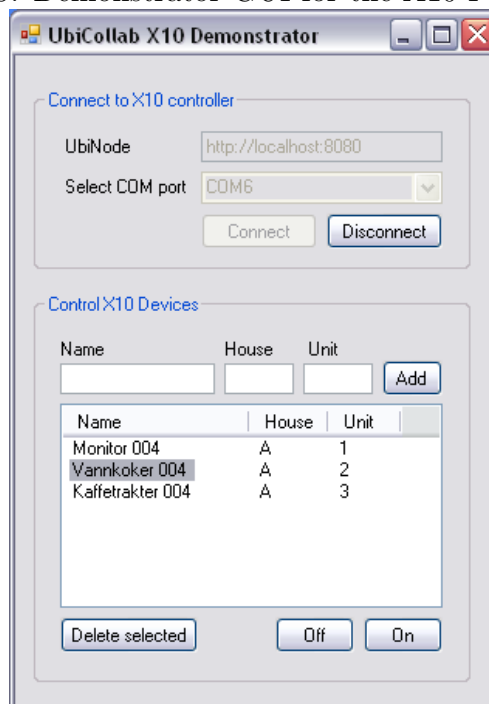 UbiCollab X10 Demonstrator
Connect to X10 controller
UbiNode http://localhost:8080
Select COM port COM6
Connect Disconnect
Control X10 Devices
Name House Unit
Add
Name House Unit
Monitor 004 A 1
Vannkoker 004 A 2
Kaffetrakter 004 A 3
Delete selected Off On